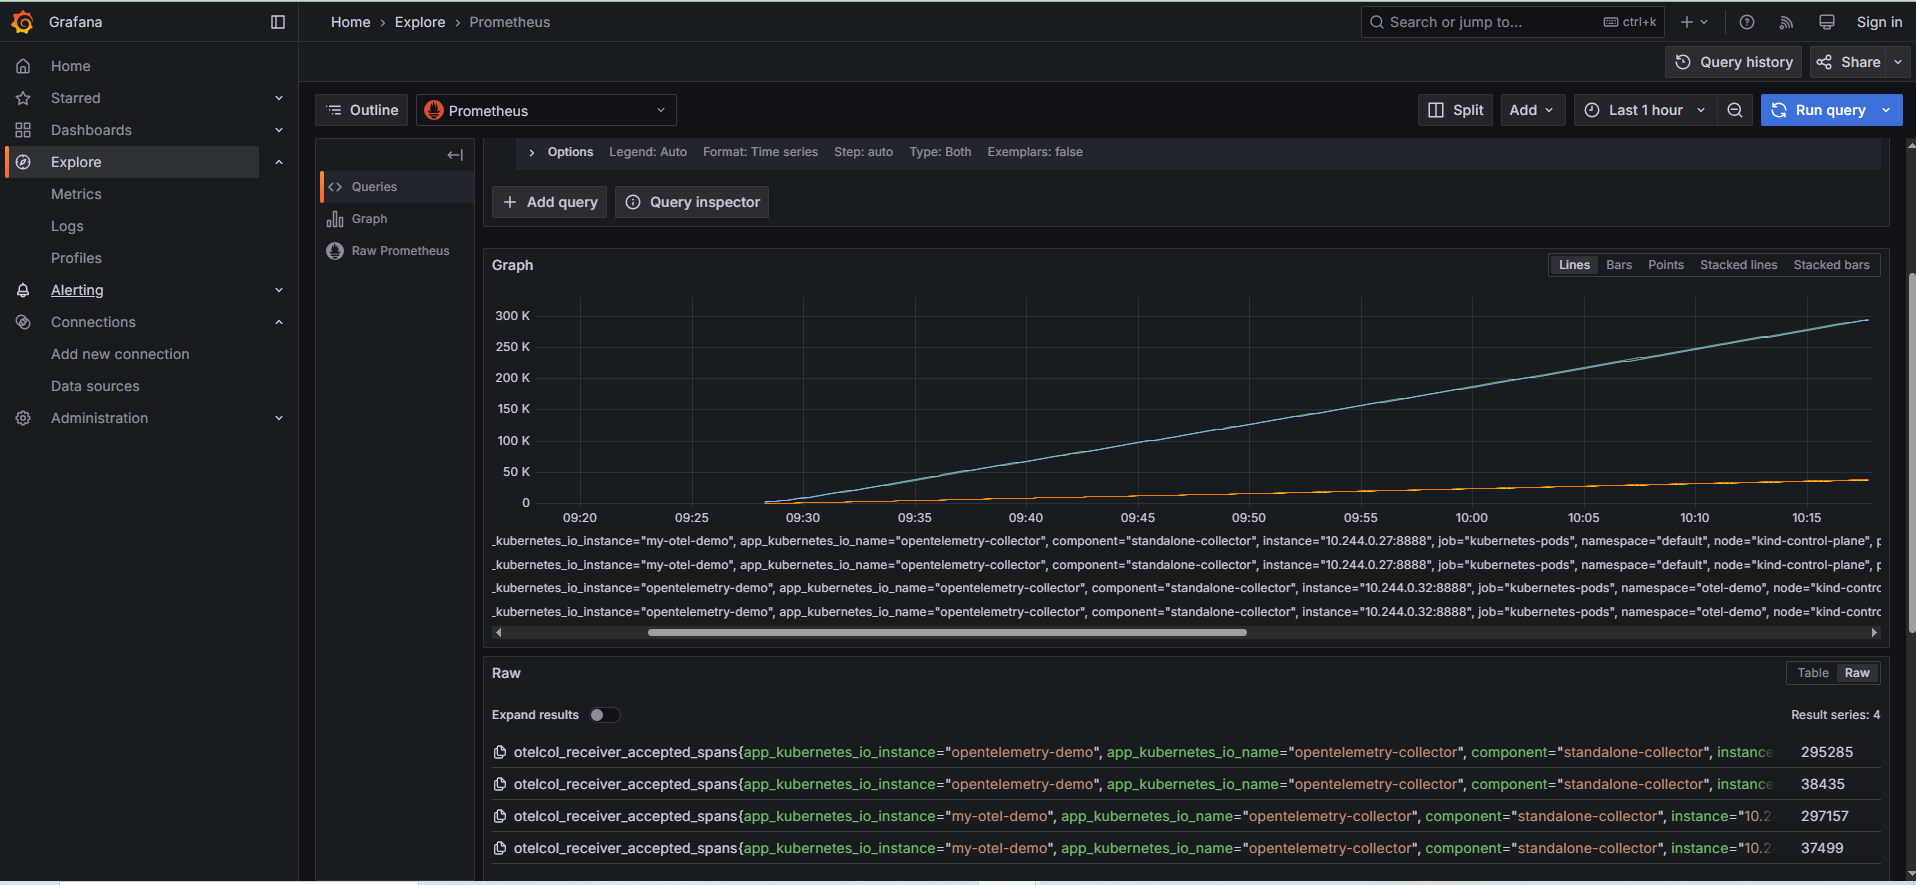 Grafana
Home › Explore › Prometheus
Search or jump to...
ctrl+k
Sign in
Query history
Share
Home
Starred
Dashboards
Explore
Metrics
Logs
Profiles
Alerting
Connections
Add new connection
Data sources
Administration
Outline
Prometheus
Split
Add
Last 1 hour
Run query
Queries
Graph
Raw Prometheus
Options Legend: Auto Format: Time series Step: auto Type: Both Exemplars: false
+ Add query
Query inspector
Graph
Lines Bars Points Stacked lines Stacked bars
300 K
250 K
200 K
150 K
100 K
50 K
0
09:20 09:25 09:30 09:35 09:40 09:45 09:50 09:55 10:00 10:05 10:10 10:15
_kubernetes_io_instance="my-otel-demo", app_kubernetes_io_name="opentelemetry-collector", component="standalone-collector", instance="10.244.0.27:8888", job="kubernetes-pods", namespace="default", node="kind-control-plane", p
_kubernetes_io_instance="my-otel-demo", app_kubernetes_io_name="opentelemetry-collector", component="standalone-collector", instance="10.244.0.27:8888", job="kubernetes-pods", namespace="default", node="kind-control-plane", p
_kubernetes_io_instance="opentelemetry-demo", app_kubernetes_io_name="opentelemetry-collector", component="standalone-collector", instance="10.244.0.32:8888", job="kubernetes-pods", namespace="otel-demo", node="kind-contro
_kubernetes_io_instance="opentelemetry-demo", app_kubernetes_io_name="opentelemetry-collector", component="standalone-collector", instance="10.244.0.32:8888", job="kubernetes-pods", namespace="otel-demo", node="kind-contro
Raw
Table Raw
Expand results
Result series: 4
otelcol_receiver_accepted_spans{app_kubernetes_io_instance="opentelemetry-demo", app_kubernetes_io_name="opentelemetry-collector", component="standalone-collector", instance 295285
otelcol_receiver_accepted_spans{app_kubernetes_io_instance="opentelemetry-demo", app_kubernetes_io_name="opentelemetry-collector", component="standalone-collector", instance 38435
otelcol_receiver_accepted_spans{app_kubernetes_io_instance="my-otel-demo", app_kubernetes_io_name="opentelemetry-collector", component="standalone-collector", instance="10.2 297157
otelcol_receiver_accepted_spans{app_kubernetes_io_instance="my-otel-demo", app_kubernetes_io_name="opentelemetry-collector", component="standalone-collector", instance="10.2 37499